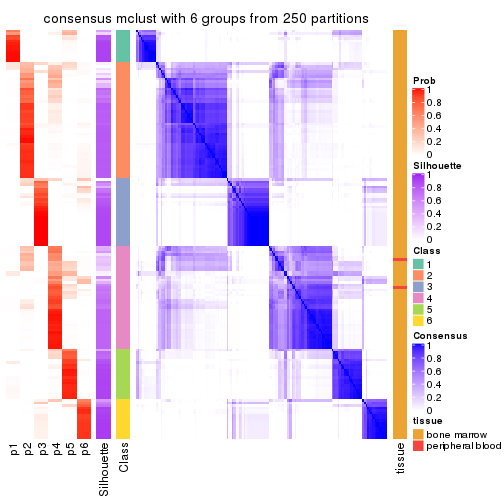 consensus mclust with 6 groups from 250 partitions
Prob
1
0.8
0.6
0.4
0.2
0
Silhouette
1
0.8
0.6
0.4
0.2
0
Class
1
2
3
4
5
6
Consensus
1
0.8
0.6
0.4
0.2
0
tissue
bone marrow
peripheral blood
p1
p2
p3
p4
p5
p6
Silhouette
Class
tissue